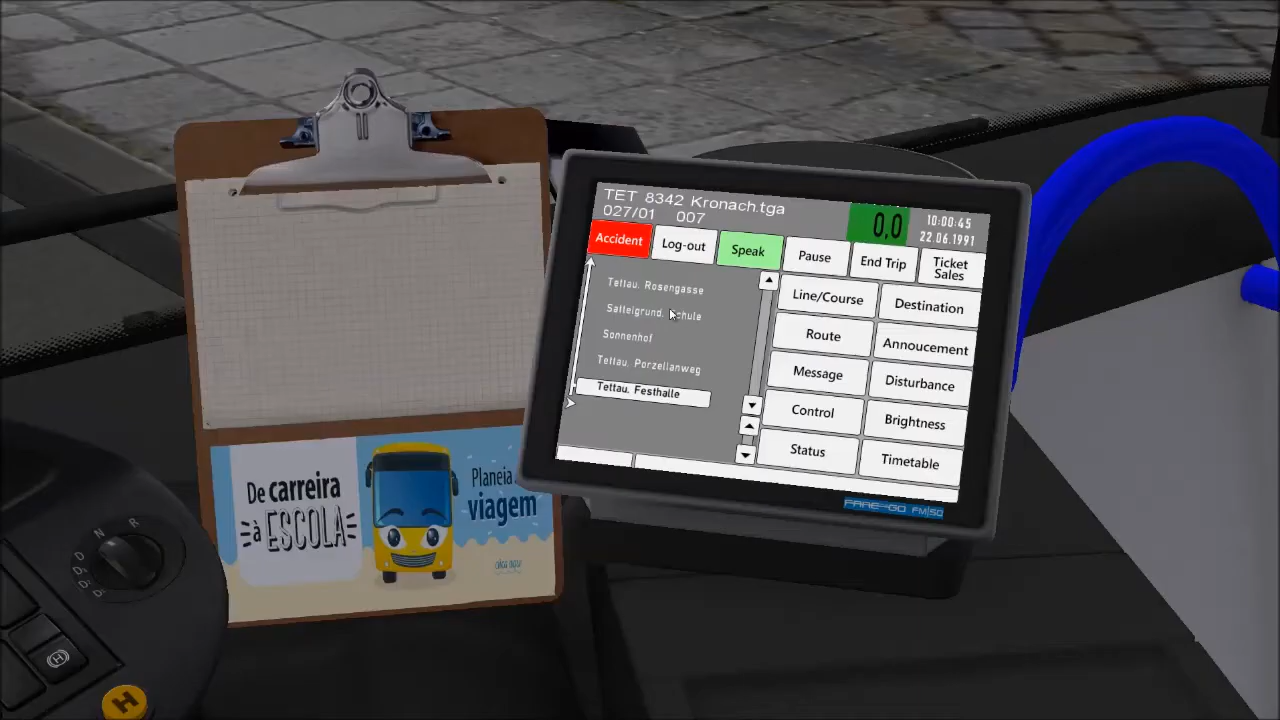 TET 8342 Kronach.tga
027/01 007
0,0
10:00:45
22.06.1991
Accident
Log-out
Speak
Pause
End Trip
Ticket
Sales
Tettau. Rosengasse
Sattelgrund.
Sonnenhof
Tettau. Porzellanweg
Tettau. Festhalle
Line/Course
Destination
Route
Annoucement
Message
Disturbance
Control
Brightness
Status
Timetable
FARE-GO FM|50
De carreira
à ESCOLA
Planeia
viagem
N
R
D
H